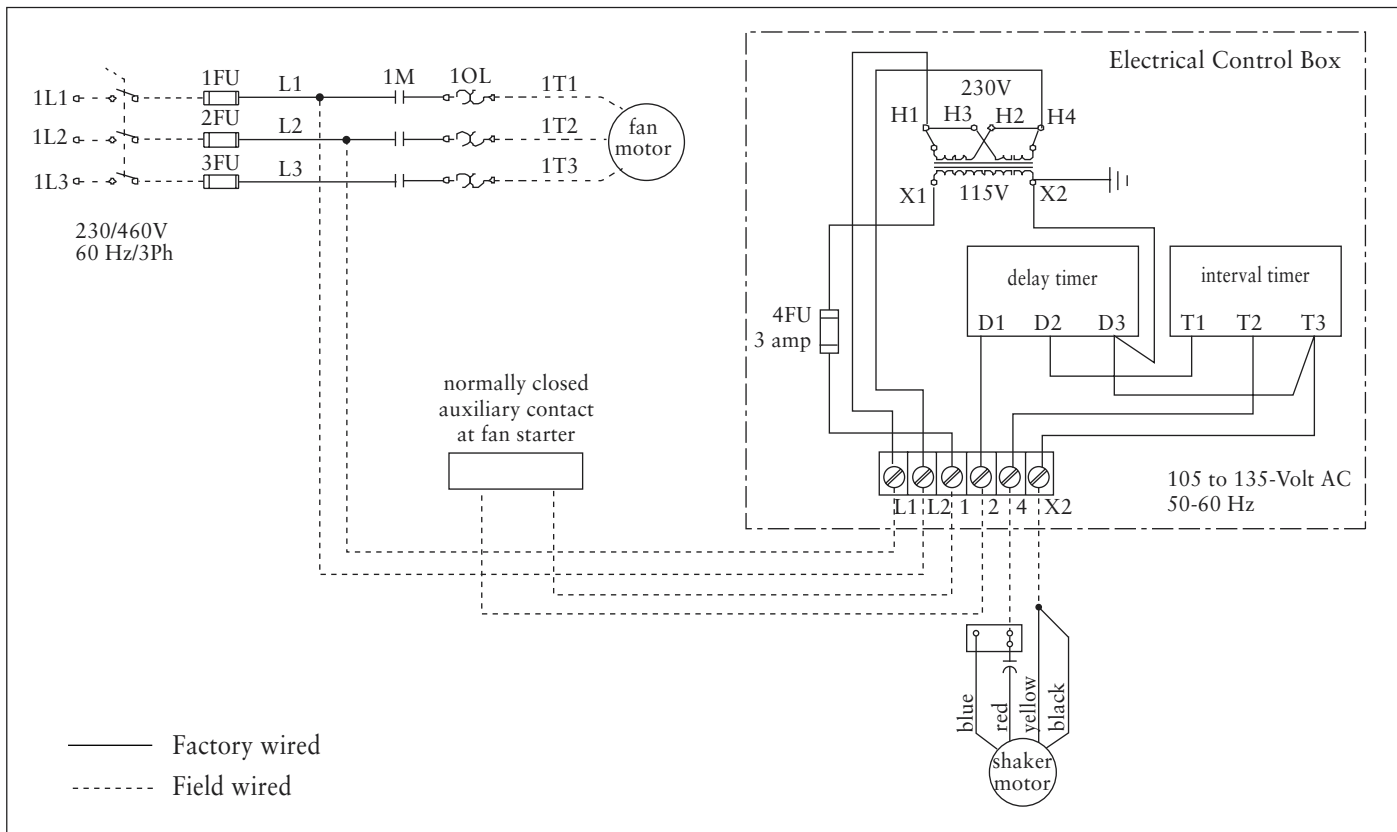 Electrical Control Box
1FU L1 1M 1OL 1T1
1L1
2FU L2 1T2
1L2
3FU L3 1T3
1L3
fan
motor
230/460V
60 Hz/3Ph
230V
H1 H3 H2 H4
X1 115V X2
delay timer
D1 D2 D3
interval timer
T1 T2 T3
4FU
3 amp
normally closed
auxiliary contact
at fan starter
L1 L2 1 2 4 X2
105 to 135-Volt AC
50-60 Hz
blue
red
yellow
black
shaker
motor
Factory wired
Field wired